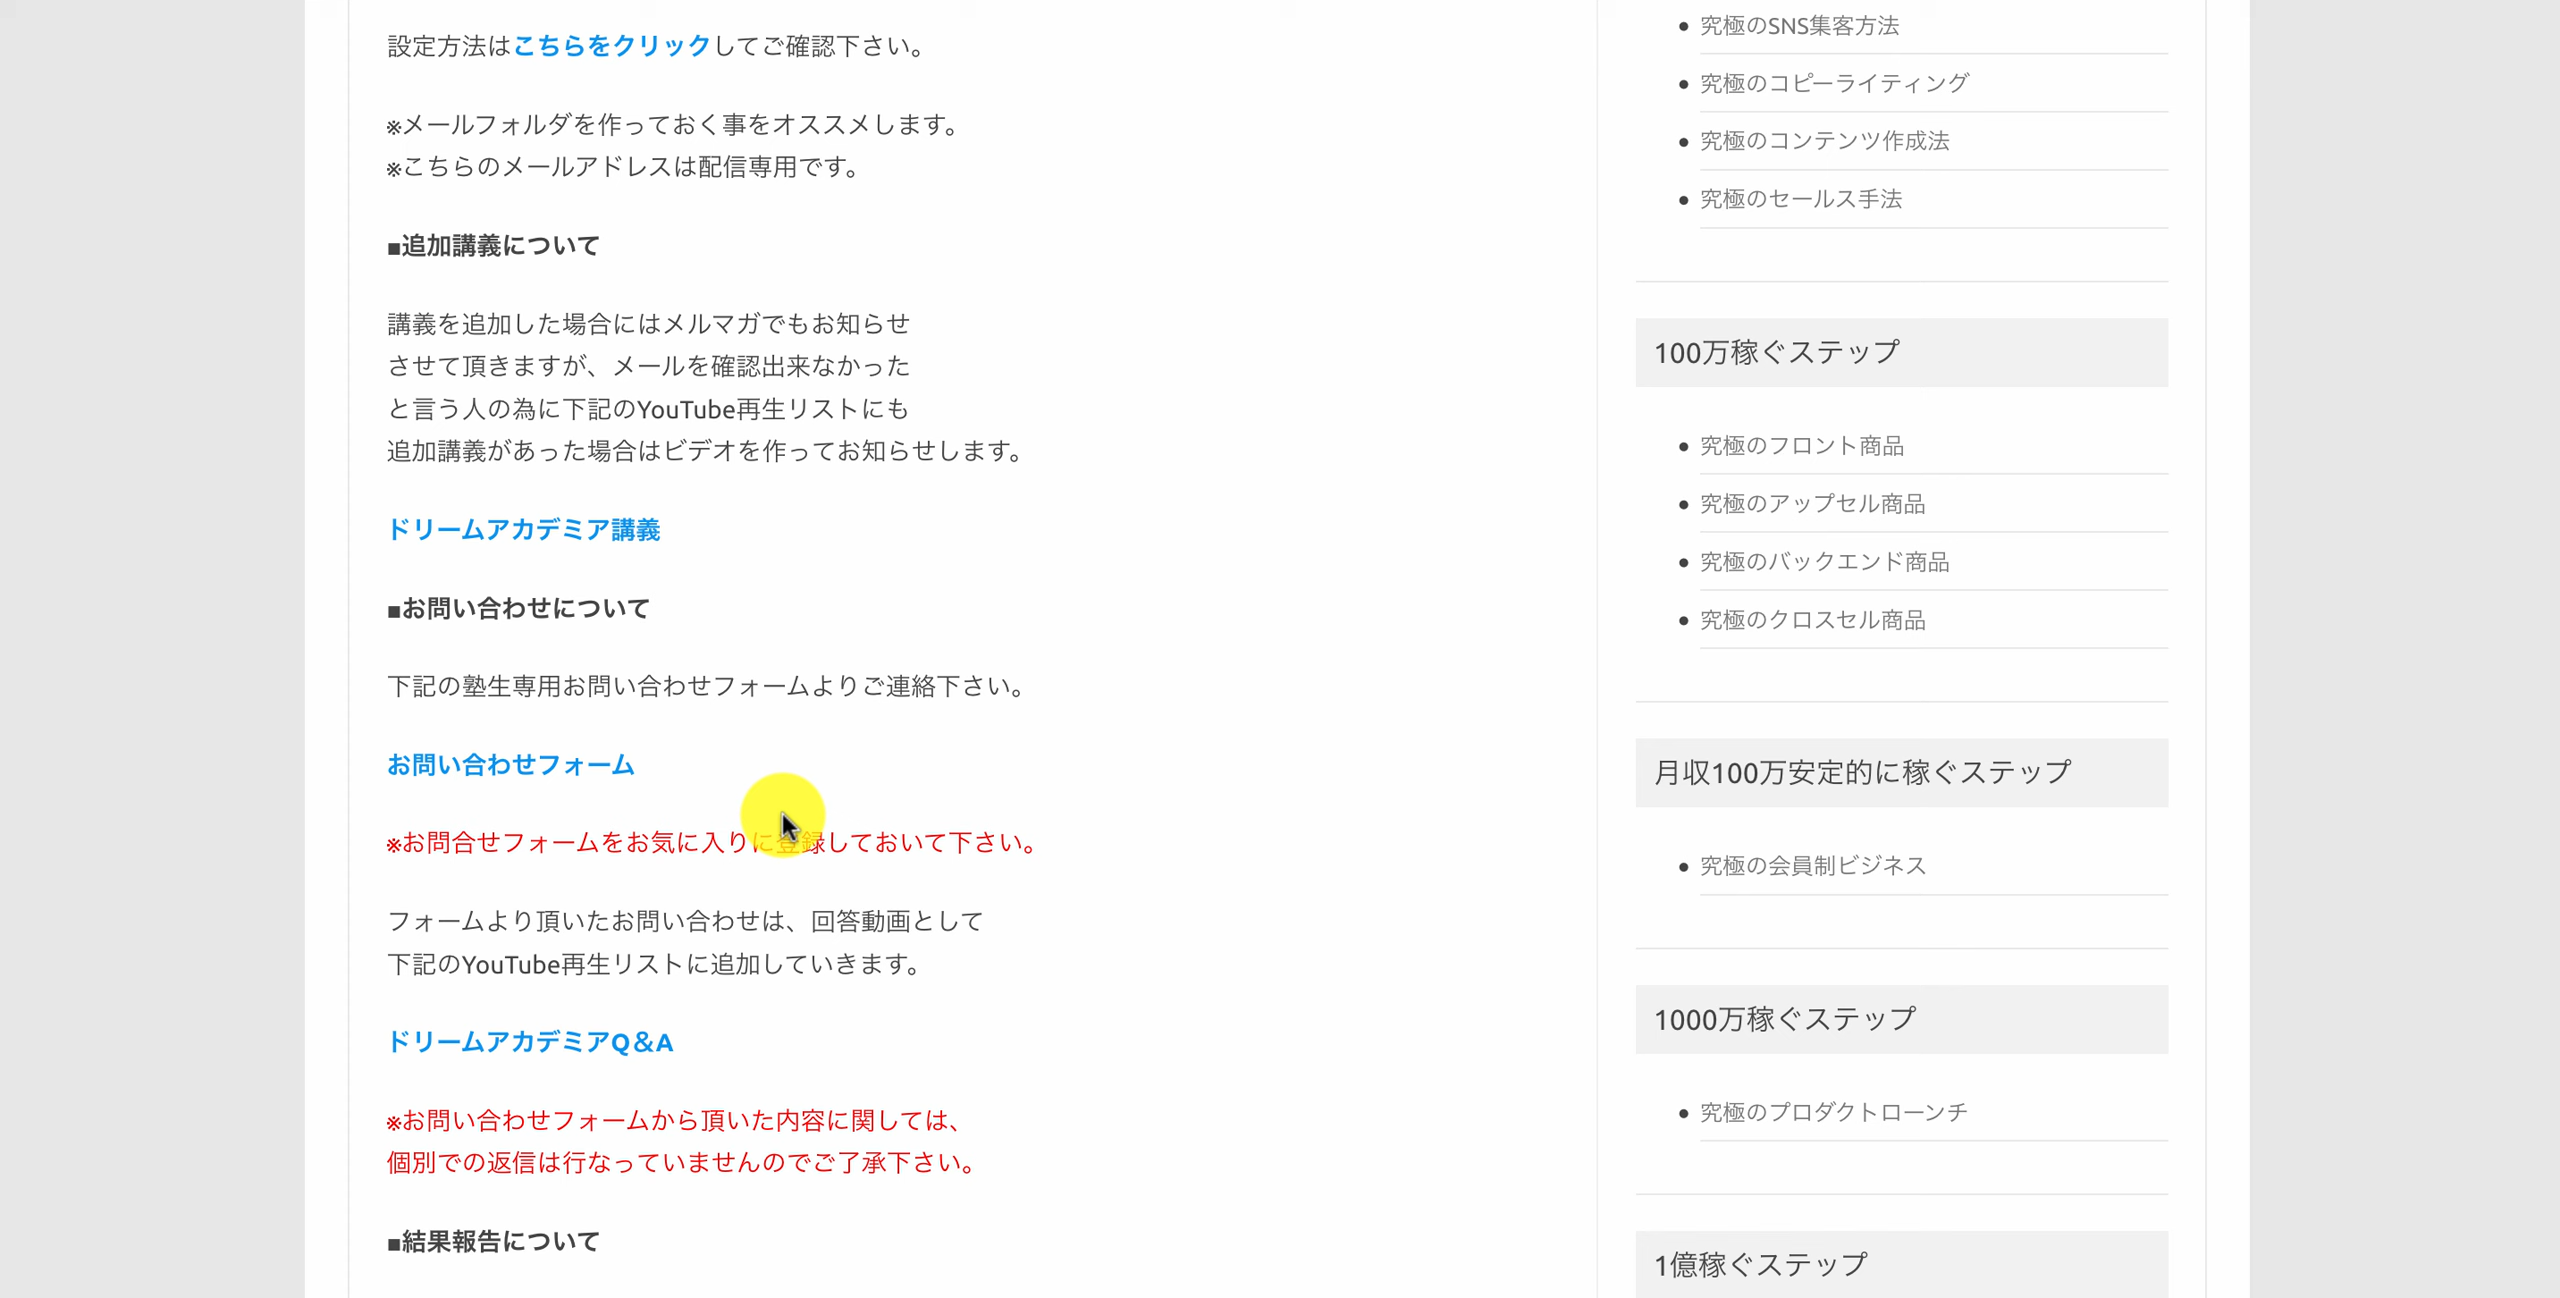 設定方法はこちらをクリックしてご確認下さい。
※メールフォルダを作っておく事をオススメします。
※こちらのメールアドレスは配信専用です。
■追加講義について
講義を追加した場合にはメルマガでもお知らせ
させて頂きますが、メールを確認出来なかった
と言う人の為に下記のYouTube再生リストにも
追加講義があった場合はビデオを作ってお知らせします。
ドリームアカデミア講義
■お問い合わせについて
下記の塾生専用お問い合わせフォームよりご連絡下さい。
お問い合わせフォーム
※お問合せフォームをお気に入りに登録しておいて下さい。
フォームより頂いたお問い合わせは、回答動画として
下記のYouTube再生リストに追加していきます。
ドリームアカデミアQ＆A
※お問い合わせフォームから頂いた内容に関しては、
個別での返信は行なっていませんのでご了承下さい。
■結果報告について
究極のSNS集客方法
究極のコピーライティング
究極のコンテンツ作成法
究極のセールス手法
100万稼ぐステップ
究極のフロント商品
究極のアップセル商品
究極のバックエンド商品
究極のクロスセル商品
月収100万安定的に稼ぐステップ
究極の会員制ビジネス
1000万稼ぐステップ
究極のプロダクトローンチ
1億稼ぐステップ